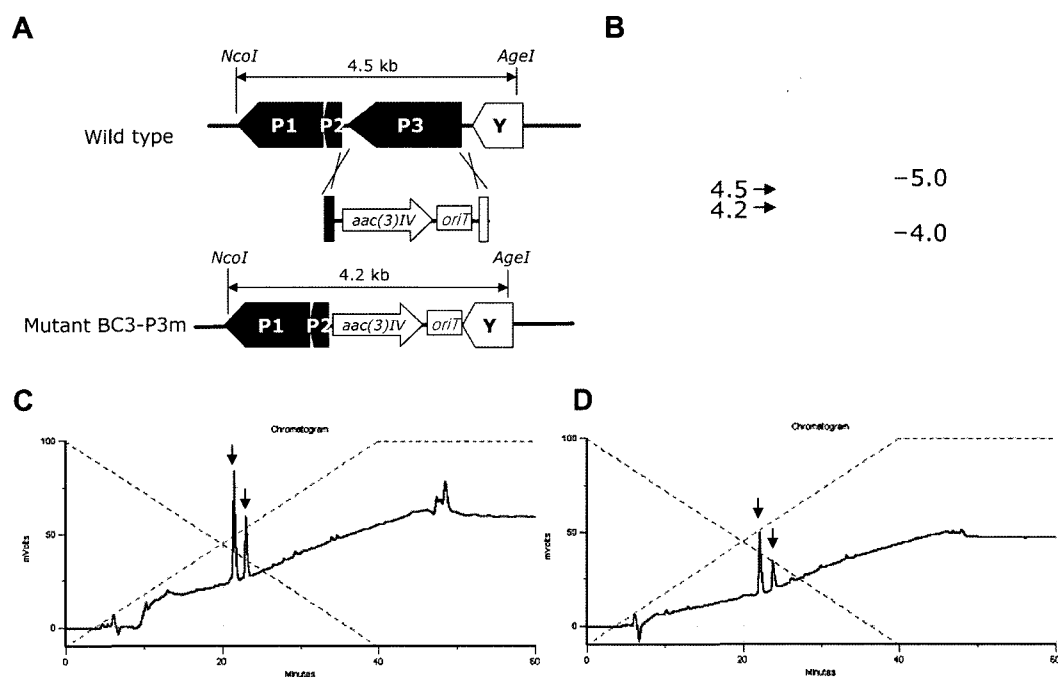 A
NcoI
AgeI
4.5 kb
Wild type
P1
P2
P3
Y
aac(3)IV
oriT
NcoI
AgeI
4.2 kb
Mutant BC3-P3m
P1
P2
aac(3)IV
oriT
Y
B
4.5
4.2
–5.0
–4.0
C
Chromatogram
100
50
0
mVolts
0
20
40
60
Minutes
D
Chromatogram
100
50
0
mVolts
0
20
40
60
Minutes